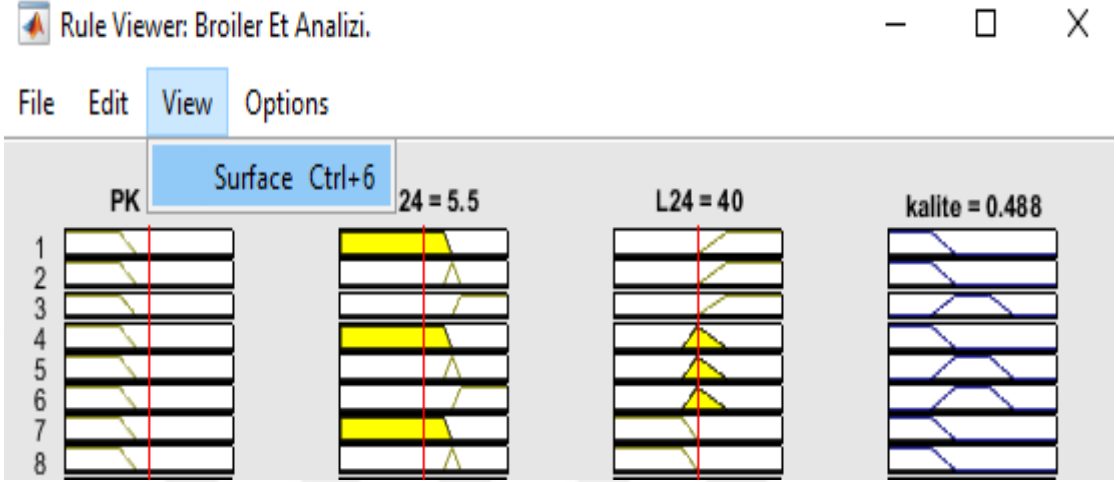 Rule Viewer: Broiler Et Analizi.
File Edit View Options
Surface Ctrl+6
PK 24 = 5.5 L24 = 40 kalite = 0.488
1
2
3
4
5
6
7
8